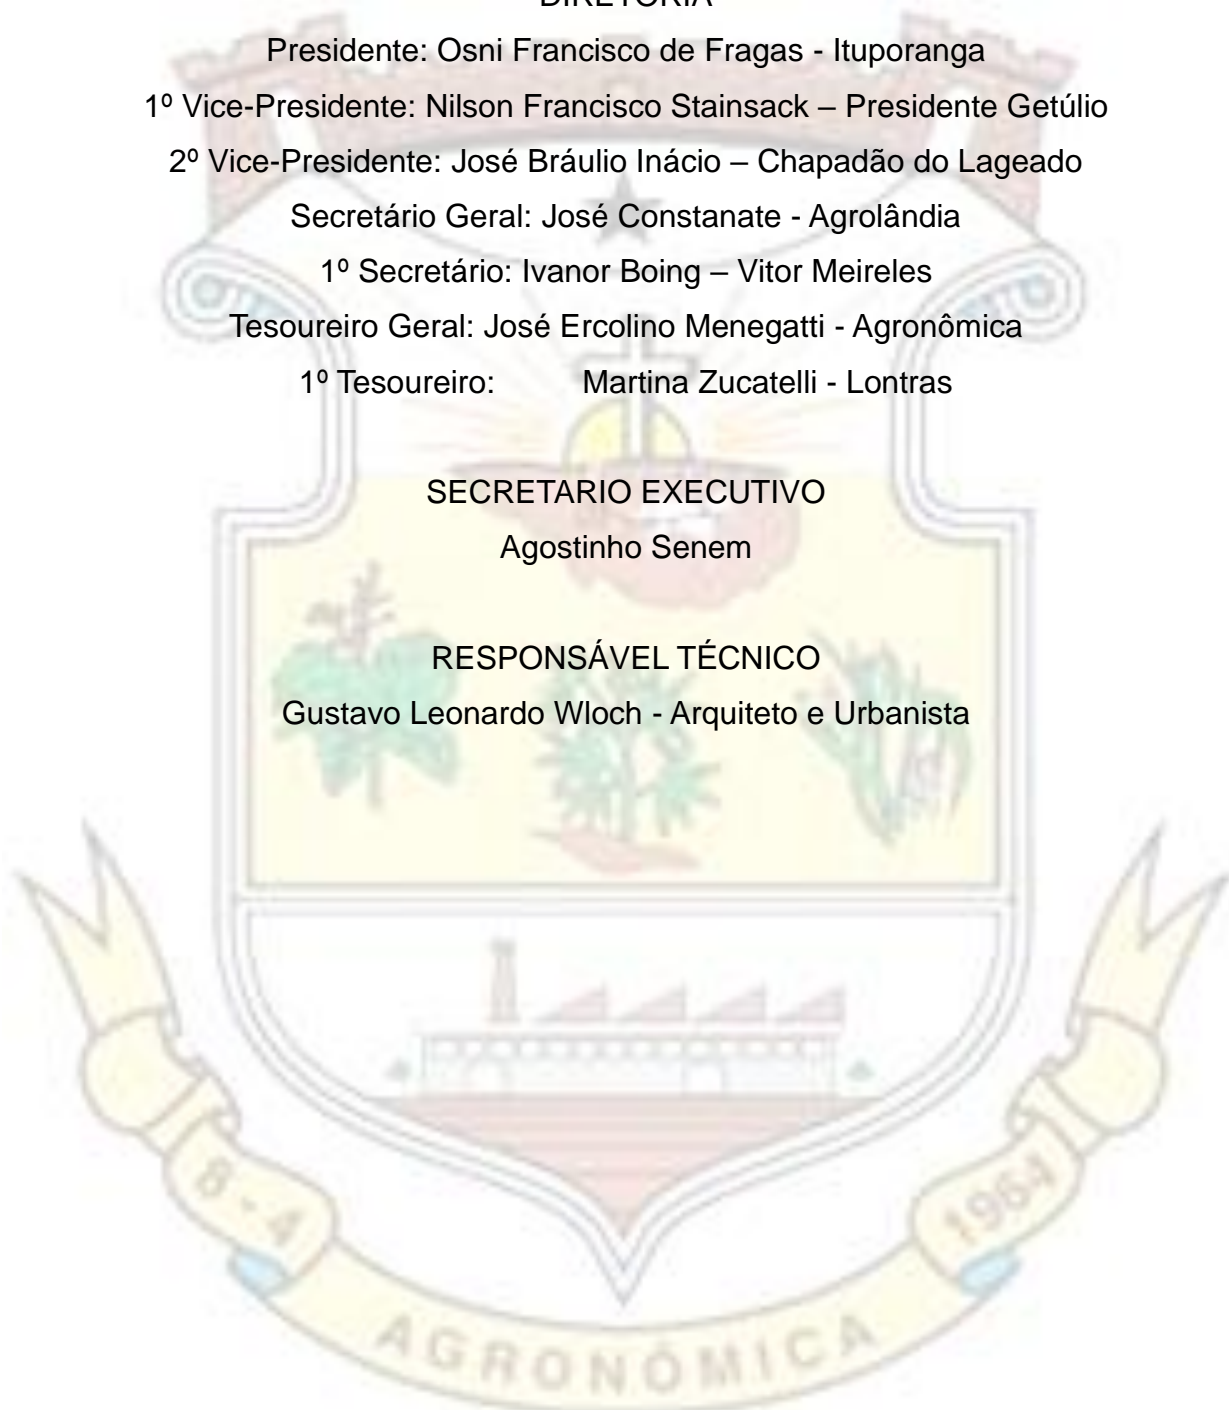 DIRETORIA
Presidente: Osni Francisco de Fragas - Ituporanga
1º Vice-Presidente: Nilson Francisco Stainsack – Presidente Getúlio
2º Vice-Presidente: José Bráulio Inácio – Chapadão do Lageado
Secretário Geral: José Constanate - Agrolândia
1º Secretário: Ivanor Boing – Vitor Meireles
Tesoureiro Geral: José Ercolino Menegatti - Agronômica
1º Tesoureiro: Martina Zucatelli - Lontras
SECRETARIO EXECUTIVO
Agostinho Senem
RESPONSÁVEL TÉCNICO
Gustavo Leonardo Wloch - Arquiteto e Urbanista
8 - 4
1964
AGRONÔMICA